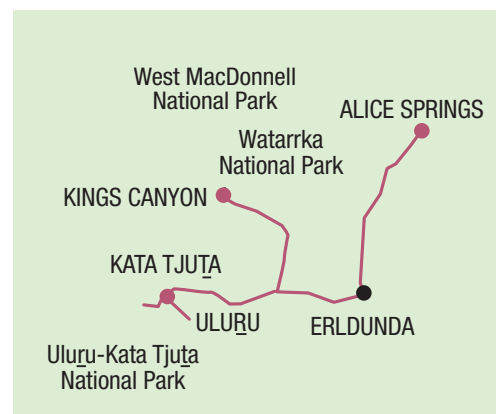 West MacDonnell
National Park
ALICE SPRINGS
Watarrka
National Park
KINGS CANYON
KATA TJUṮA
ULUṞU
ERLDUNDA
Uluṟu-Kata Tjuṯa
National Park